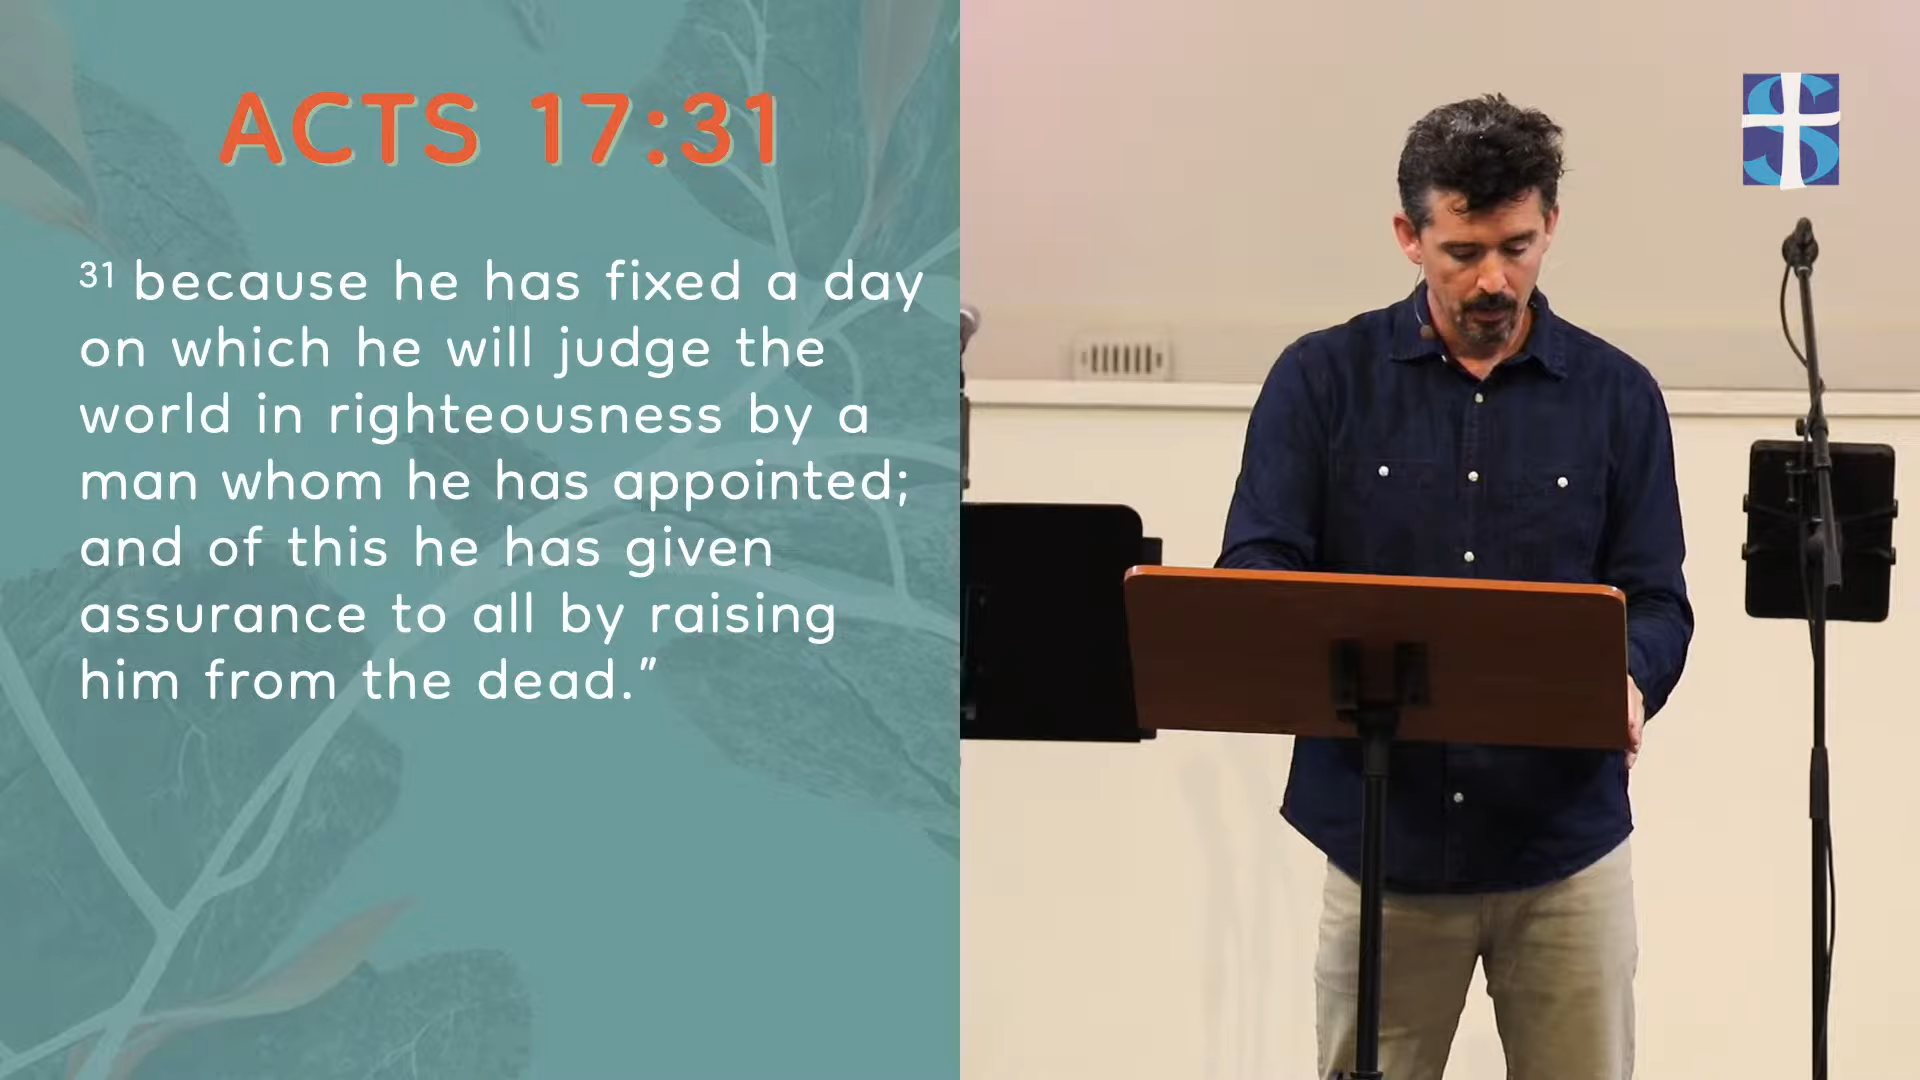 ACTS 17:31
31 because he has fixed a day
on which he will judge the
world in righteousness by a
man whom he has appointed;
and of this he has given
assurance to all by raising
him from the dead.”
S